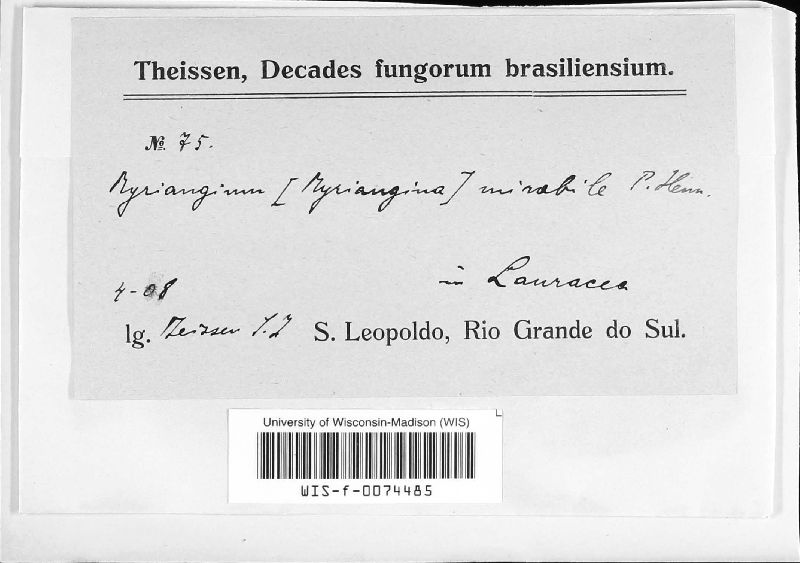 Theissen, Decades fungorum brasiliensium.
№ 75.
Myriangium [Myriangina] mirabile P. Henn.
in Lauracea
4-08
lg. Theissen S.J S. Leopoldo, Rio Grande do Sul.
University of Wisconsin-Madison (WIS)
WIS-f-0074485